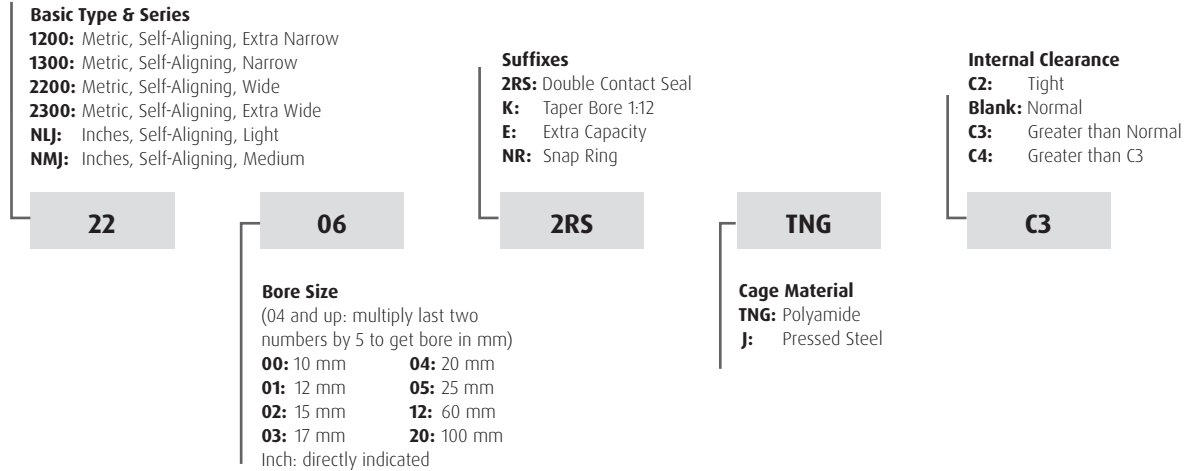 Basic Type & Series
1200: Metric, Self-Aligning, Extra Narrow
1300: Metric, Self-Aligning, Narrow
2200: Metric, Self-Aligning, Wide
2300: Metric, Self-Aligning, Extra Wide
NLJ: Inches, Self-Aligning, Light
NMJ: Inches, Self-Aligning, Medium
Suffixes
2RS: Double Contact Seal
K: Taper Bore 1:12
E: Extra Capacity
NR: Snap Ring
Internal Clearance
C2: Tight
Blank: Normal
C3: Greater than Normal
C4: Greater than C3
22
06
2RS
TNG
C3
Bore Size
(04 and up: multiply last two
numbers by 5 to get bore in mm)
00: 10 mm 04: 20 mm
01: 12 mm 05: 25 mm
02: 15 mm 12: 60 mm
03: 17 mm 20: 100 mm
Inch: directly indicated
Cage Material
TNG: Polyamide
J: Pressed Steel